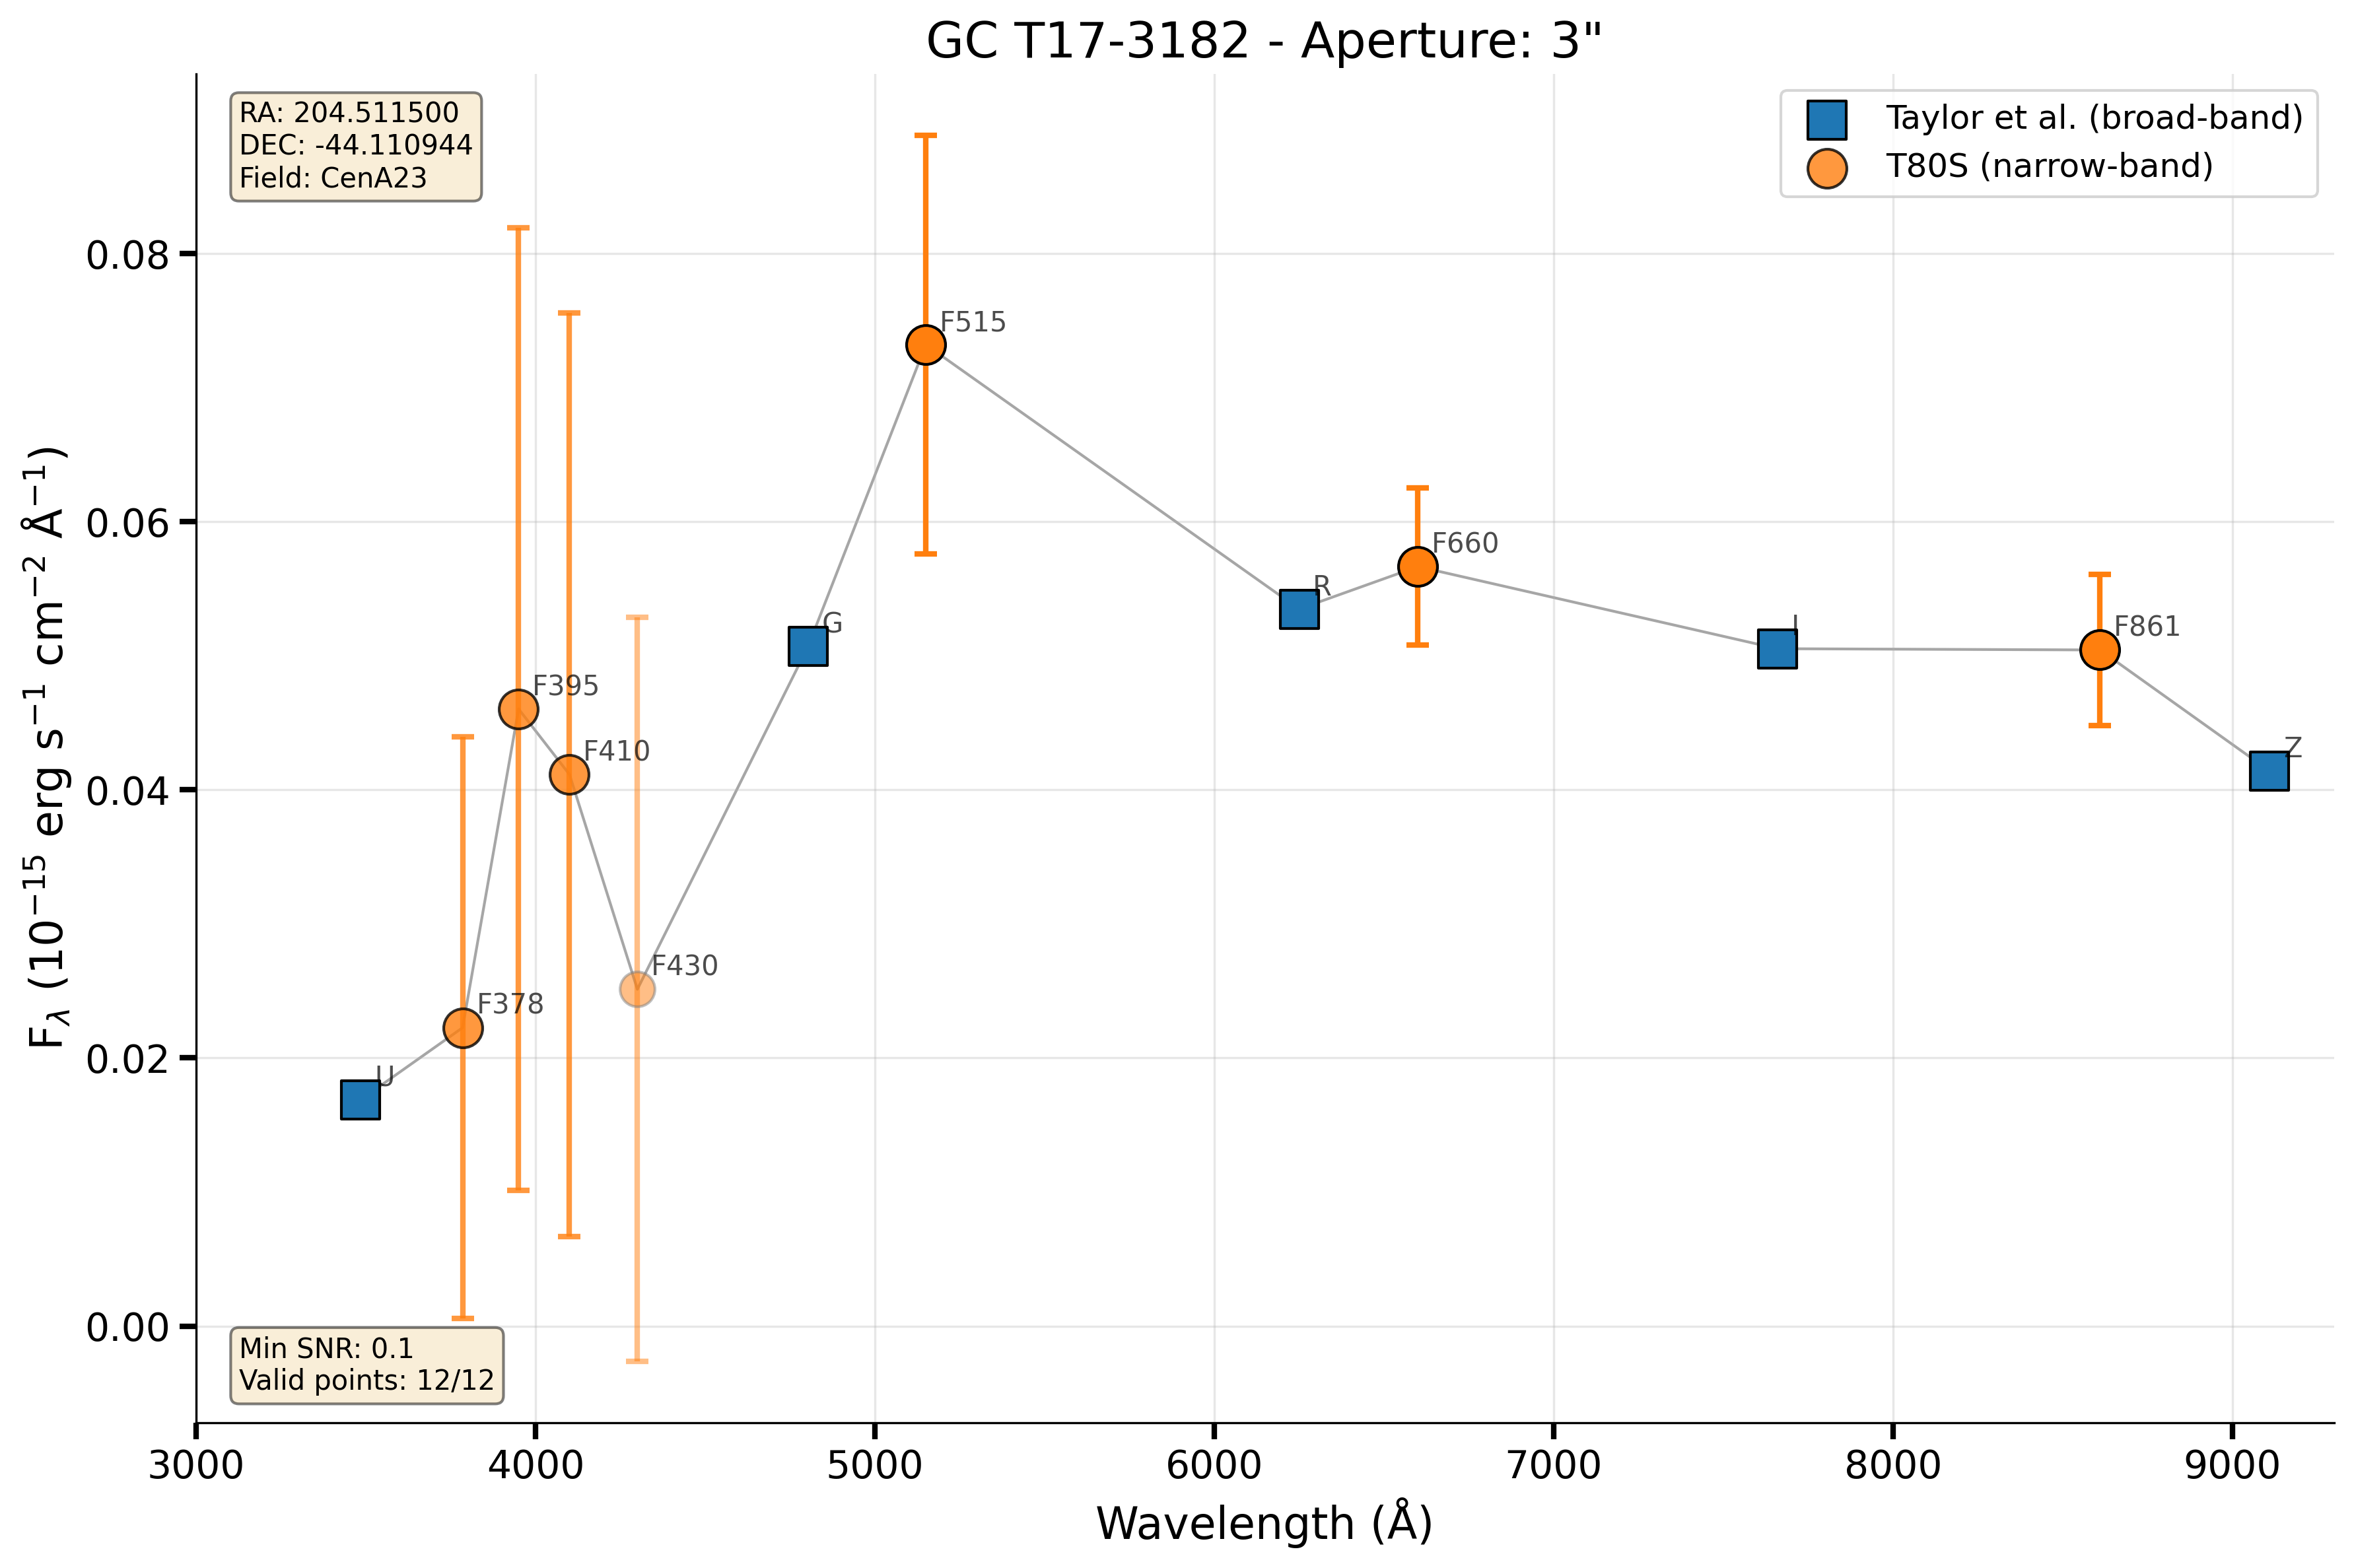 GC T17-3182 - Aperture: 3"
RA: 204.511500
DEC: -44.110944
Field: CenA23
Taylor et al. (broad-band)
T80S (narrow-band)
F515
F660
R
G
I
F861
F395
F410
Z
F430
F378
U
Min SNR: 0.1
Valid points: 12/12
0.08
0.06
0.04
0.02
0.00
F$_{λ}$ (10$^{−15}$ erg s$^{−1}$ cm$^{−2}$ Å$^{−1}$)
3000 4000 5000 6000 7000 8000 9000
Wavelength (Å)